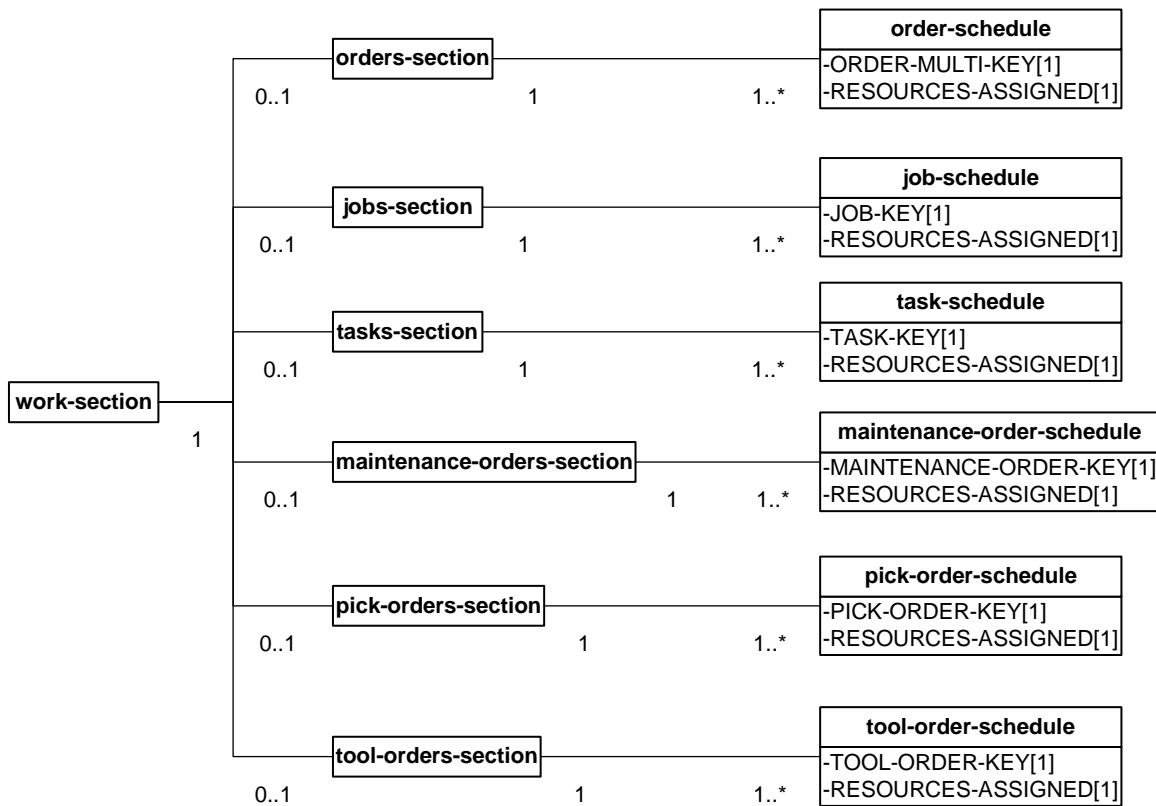 orders-section
order-schedule
-ORDER-MULTI-KEY[1]
-RESOURCES-ASSIGNED[1]
0..1
1
1..*
jobs-section
job-schedule
-JOB-KEY[1]
-RESOURCES-ASSIGNED[1]
0..1
1
1..*
tasks-section
task-schedule
-TASK-KEY[1]
-RESOURCES-ASSIGNED[1]
0..1
1
1..*
work-section
1
maintenance-orders-section
maintenance-order-schedule
-MAINTENANCE-ORDER-KEY[1]
-RESOURCES-ASSIGNED[1]
0..1
1
1..*
pick-orders-section
pick-order-schedule
-PICK-ORDER-KEY[1]
-RESOURCES-ASSIGNED[1]
0..1
1
1..*
tool-orders-section
tool-order-schedule
-TOOL-ORDER-KEY[1]
-RESOURCES-ASSIGNED[1]
0..1
1
1..*